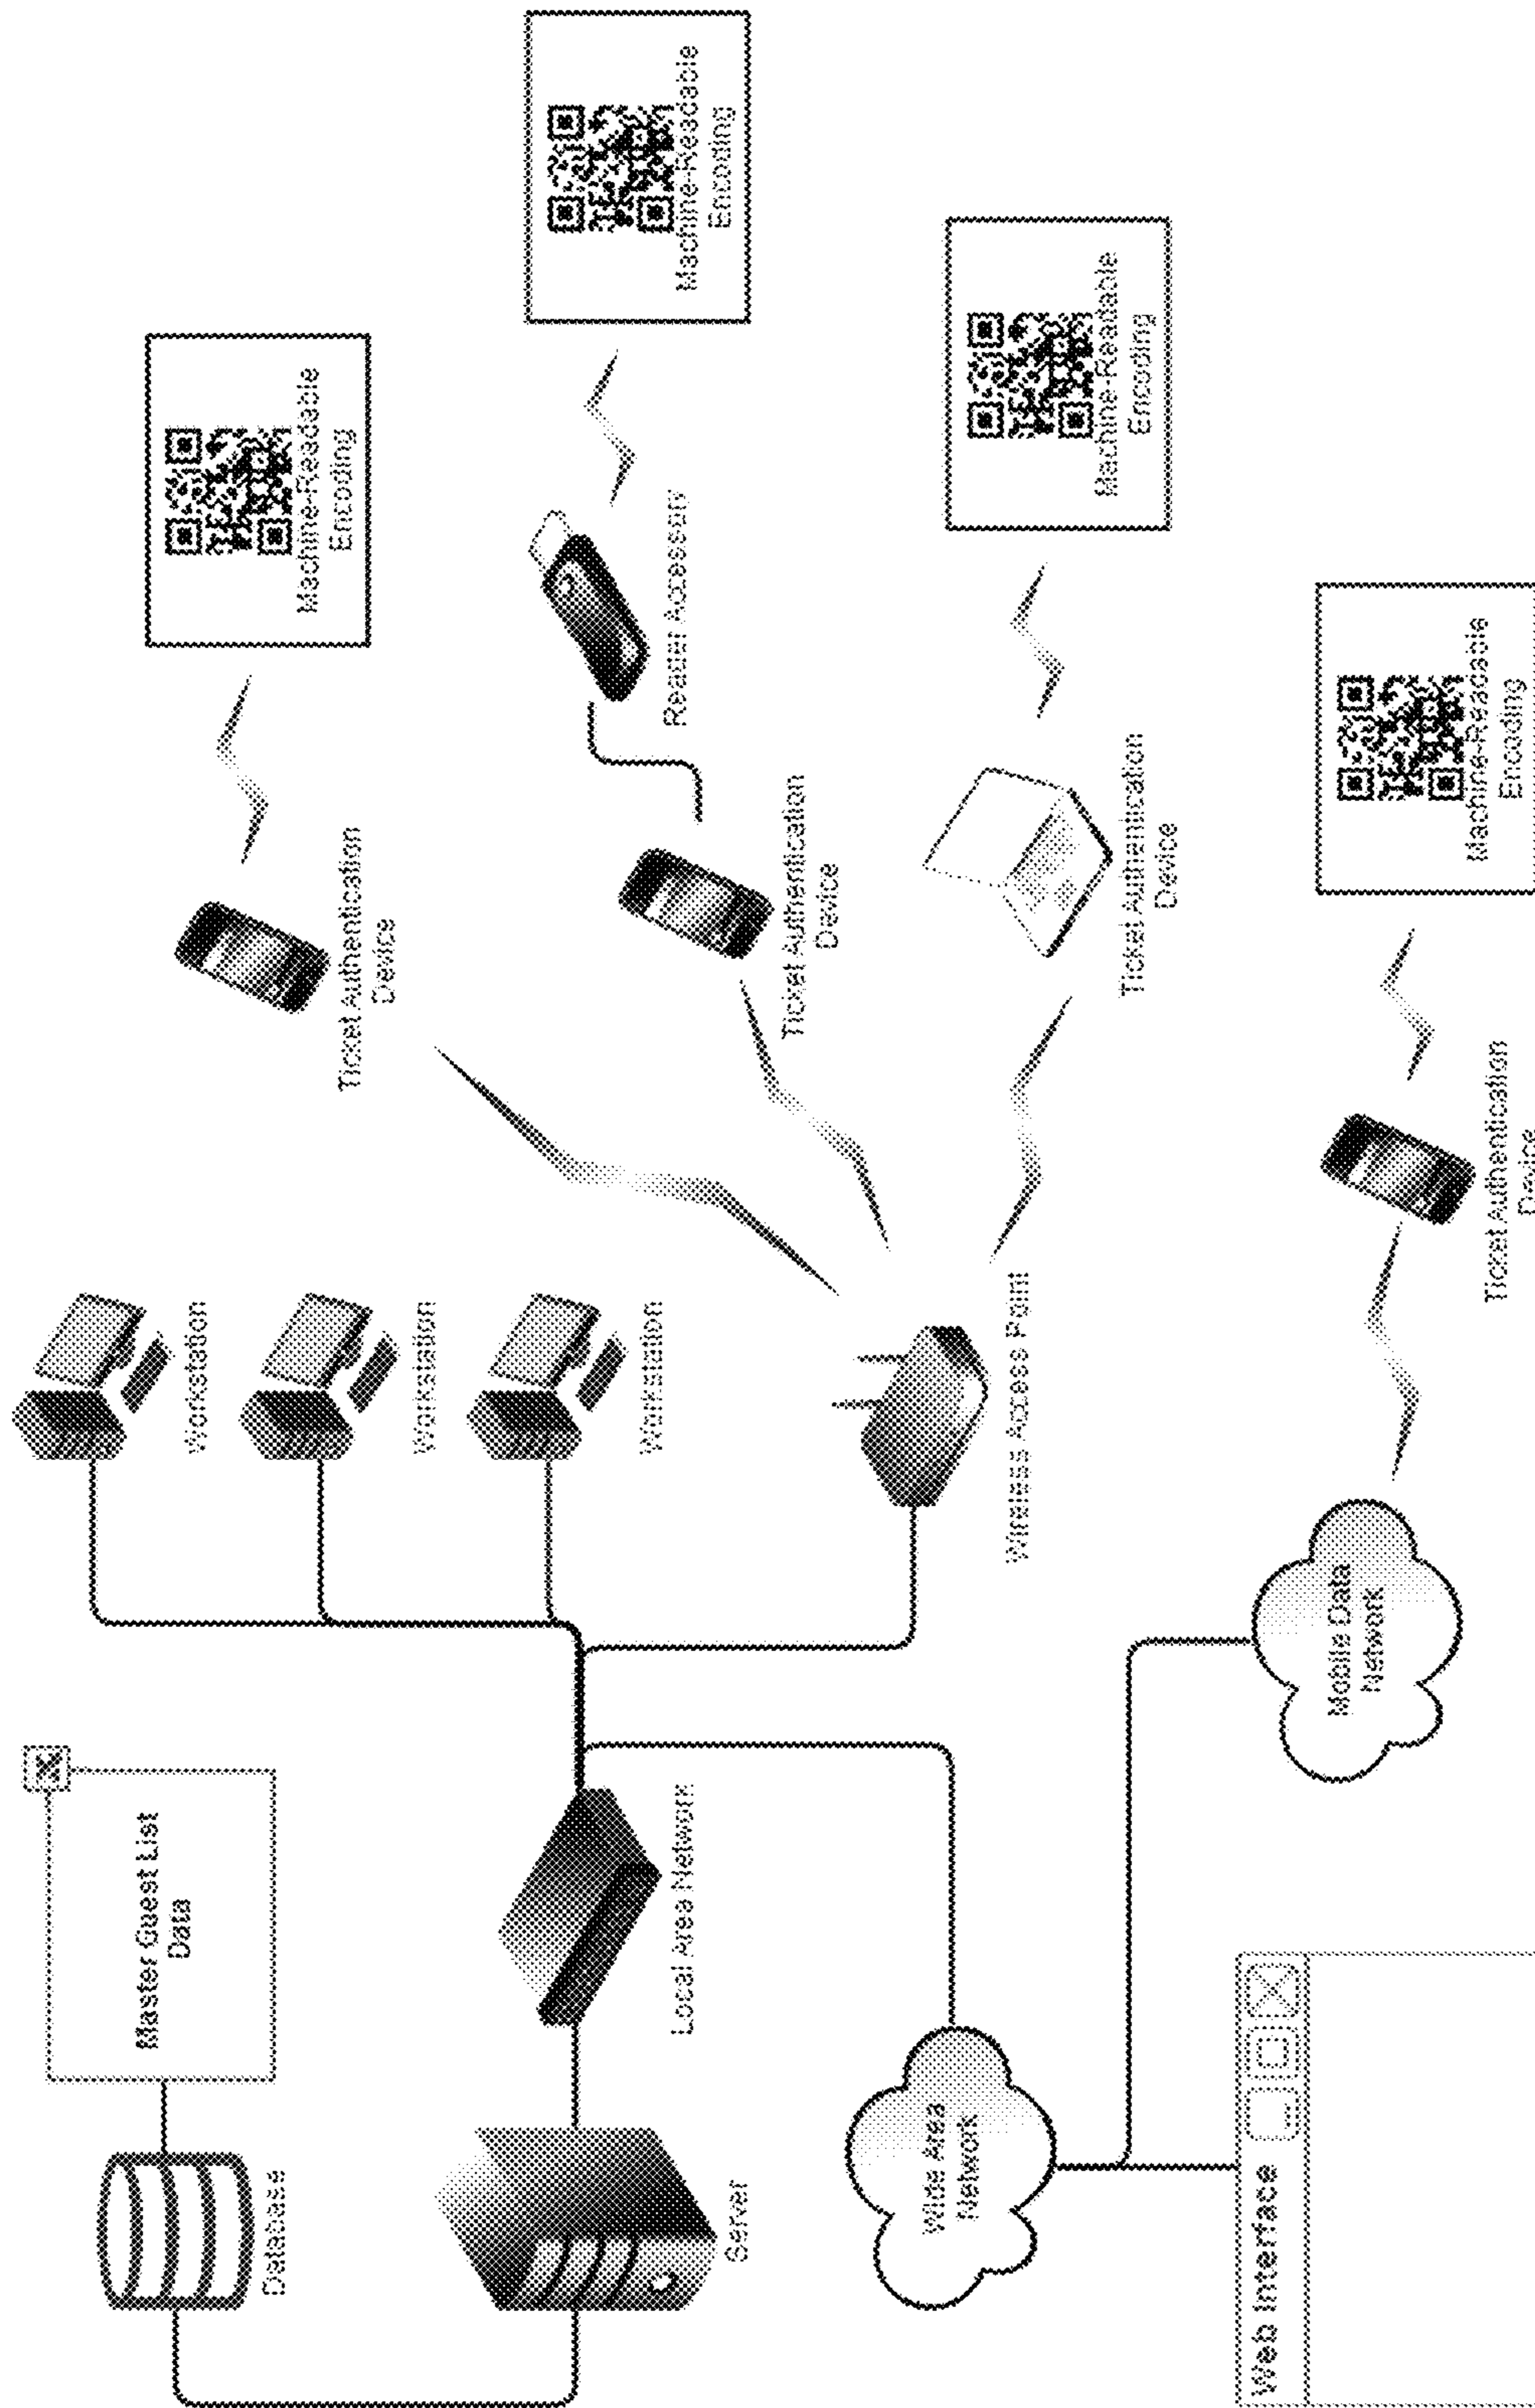 Database
Master Guest List
Data
Server
Local Area Network
Wide Area
Network
Web Interface
Mobile Data
Network
Workstation
Workstation
Workstation
Wireless Access Point
Ticket Authentication
Device
Machine-Readable
Encoding
Ticket Authentication
Device
Reader Accessory
Machine-Readable
Encoding
Ticket Authentication
Device
Machine-Readable
Encoding
Ticket Authentication
Device
Machine-Readable
Encoding